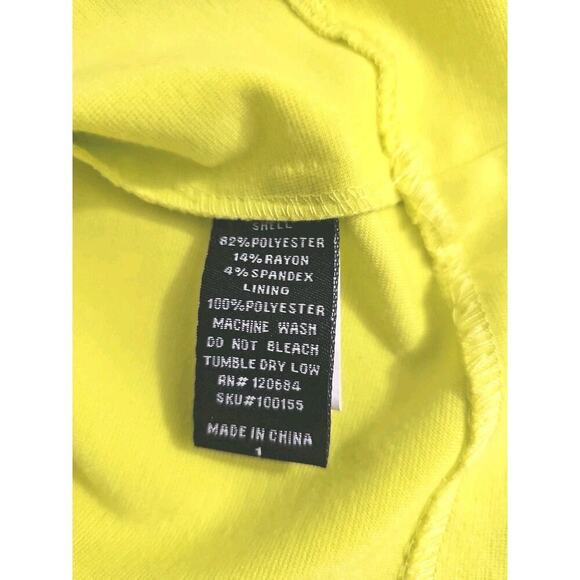 SHELL
82%POLYESTER
14%RAYON
4%SPANDEX
LINING
100%POLYESTER
MACHINE WASH
DO NOT BLEACH
TUMBLE DRY LOW
RN# 120684
SKU#100155
MADE IN CHINA
1